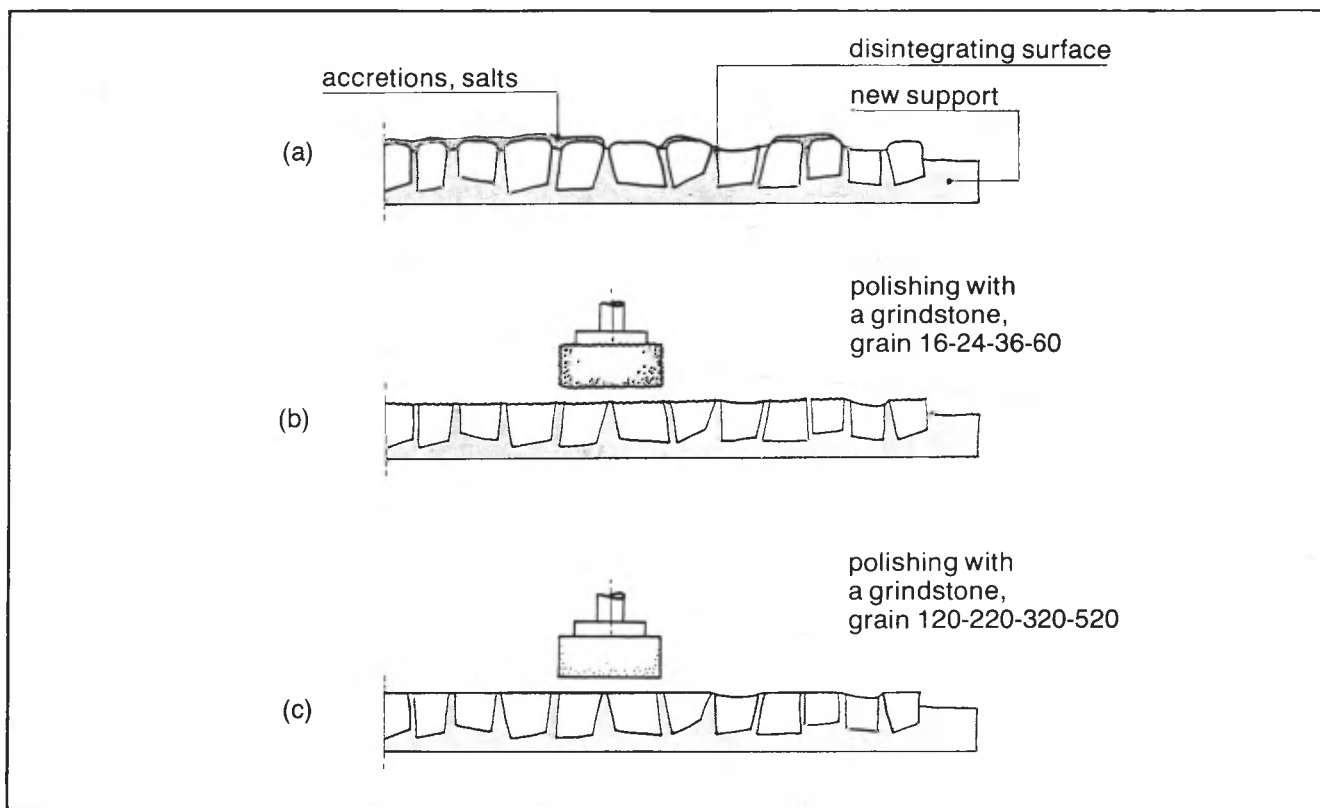 disintegrating surface
accretions, salts
new support
(a)
polishing with
a grindstone,
grain 16-24-36-60
(b)
polishing with
a grindstone,
grain 120-220-320-520
(c)